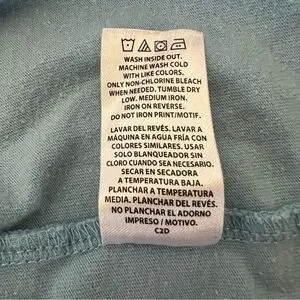 WASH INSIDE OUT.
MACHINE WASH COLD
WITH LIKE COLORS.
ONLY NON-CHLORINE BLEACH
WHEN NEEDED. TUMBLE DRY
LOW. MEDIUM IRON.
IRON ON REVERSE.
DO NOT IRON PRINT/MOTIF.
LAVAR DEL REVÉS. LAVAR A
MÁQUINA EN AGUA FRÍA CON
COLORES SIMILARES. USAR
SOLO BLANQUEADOR SIN
CLORO CUANDO SEA NECESARIO.
SECAR EN SECADORA
A TEMPERATURA BAJA.
PLANCHAR A TEMPERATURA
MEDIA. PLANCHAR DEL REVÉS.
NO PLANCHAR EL ADORNO
IMPRESO / MOTIVO.
C2D